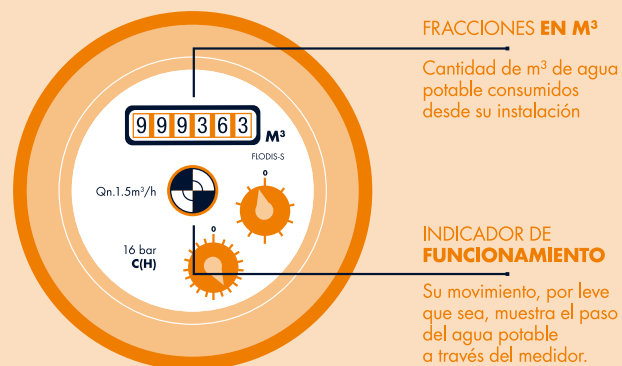 FRACCIONES EN M³
Cantidad de m³ de agua
potable consumidos
desde su instalación
999363
M³
FLODIS-S
0
Qn.1.5m³/h
0
16 bar
C(H)
INDICADOR DE
FUNCIONAMIENTO
Su movimiento, por leve
que sea, muestra el paso
del agua potable
a través del medidor.